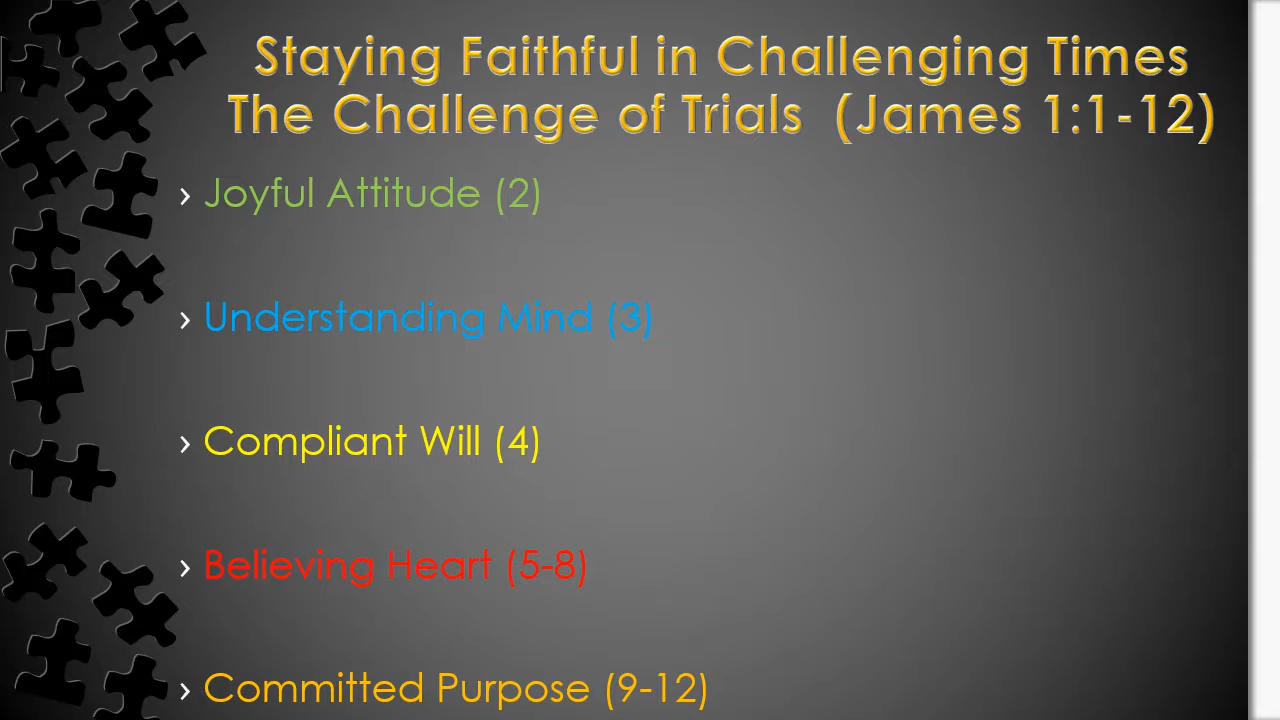 Staying Faithful in Challenging Times
The Challenge of Trials (James 1:1-12)
› Joyful Attitude (2)
› Understanding Mind (3)
› Compliant Will (4)
› Believing Heart (5-8)
› Committed Purpose (9-12)